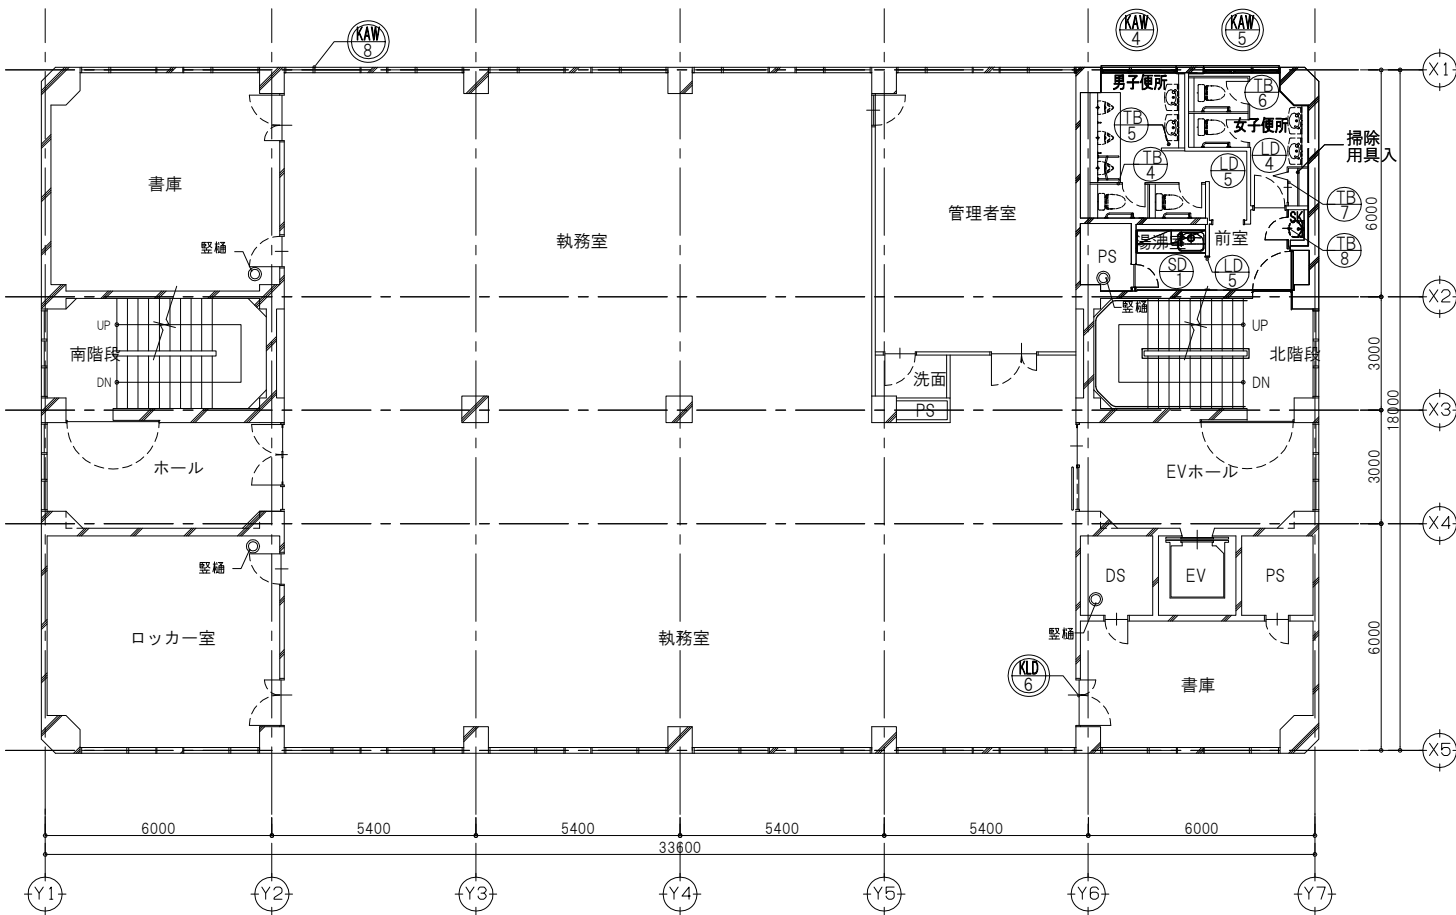 KAW
8
KAW
4
KAW
5
X1
男子便所
TB
6
TB
5
女子便所
掃除
用具入
TB
4
LD
5
LD
4
書庫
管理者室
TB
7
6000
執務室
SK
竪樋
PS
湯沸室
前室
TB
8
SD
1
LD
5
X2
竪樋
UP
UP
南階段
北階段
3000
DN
洗面
DN
PS
X3
18000
ホール
EVホール
3000
X4
竪樋
DS
EV
PS
ロッカー室
執務室
竪樋
6000
KLD
6
書庫
X5
6000
5400
5400
5400
5400
6000
33600
Y1
Y2
Y3
Y4
Y5
Y6
Y7